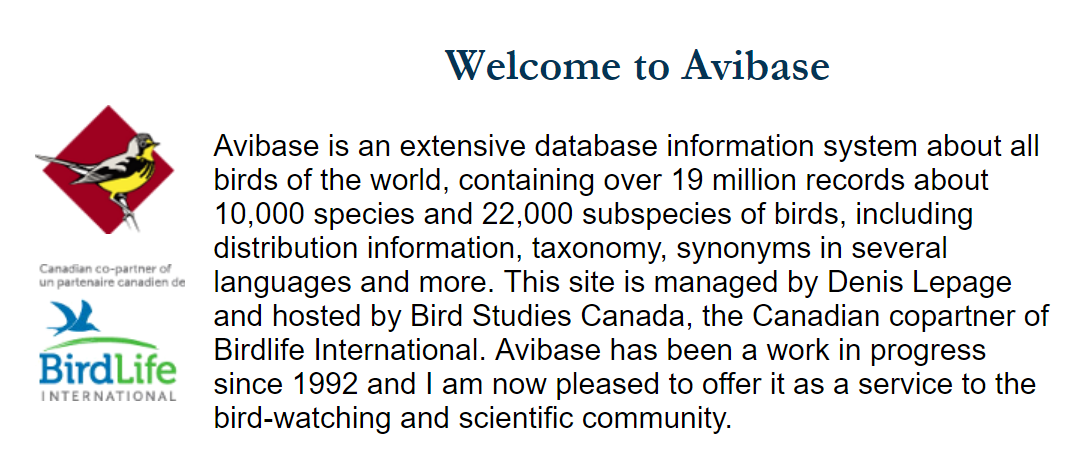 Welcome to Avibase
Avibase is an extensive database information system about all
birds of the world, containing over 19 million records about
10,000 species and 22,000 subspecies of birds, including
distribution information, taxonomy, synonyms in several
languages and more. This site is managed by Denis Lepage
and hosted by Bird Studies Canada, the Canadian copartner of
Birdlife International. Avibase has been a work in progress
since 1992 and I am now pleased to offer it as a service to the
bird-watching and scientific community.
Canadian co-partner of
un partenaire canadien de
BirdLife
INTERNATIONAL